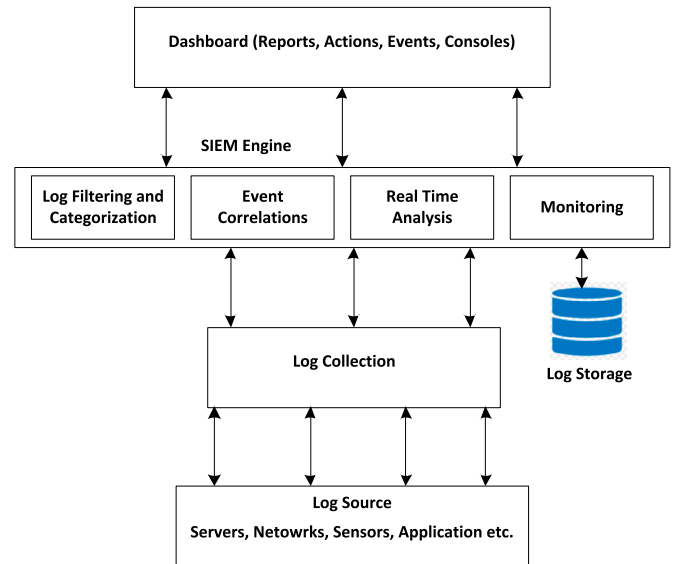 Dashboard (Reports, Actions, Events, Consoles)
SIEM Engine
Log Filtering and
Categorization
Event
Correlations
Real Time
Analysis
Monitoring
Log Collection
Log Storage
Log Source
Servers, Netowrks, Sensors, Application etc.